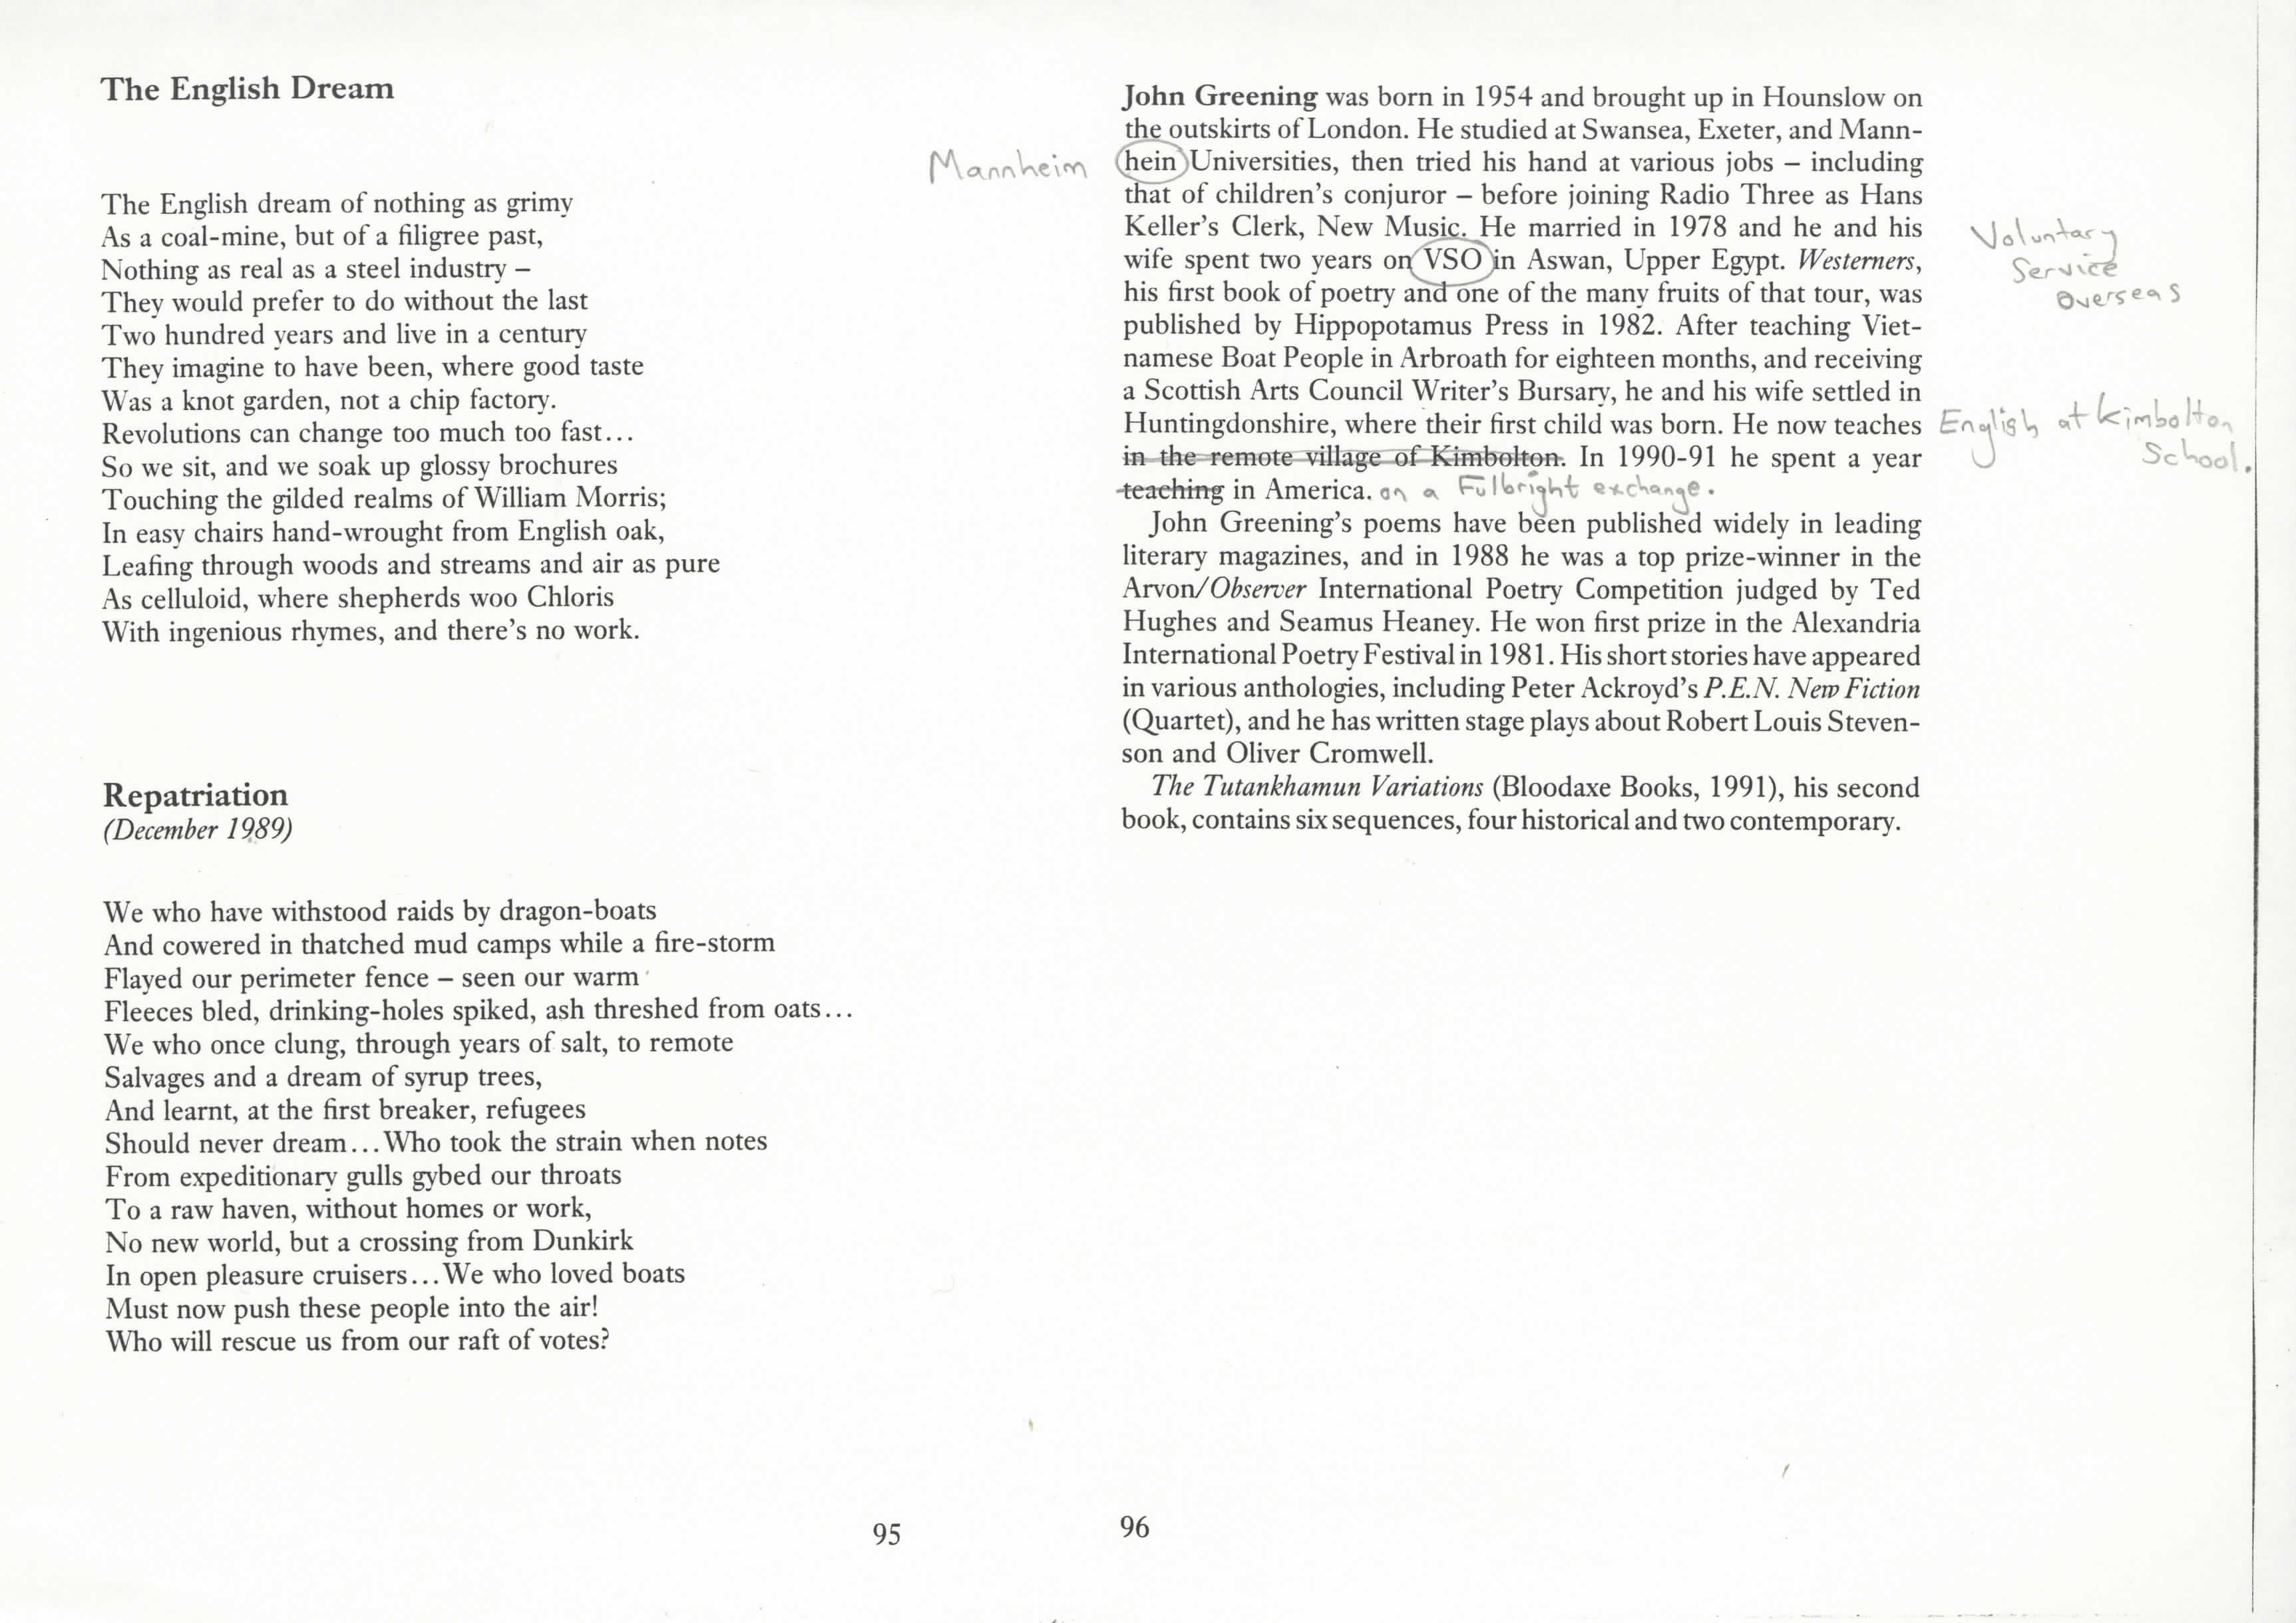 The English Dream
The English dream of nothing as grimy
As a coal-mine, but of a filigree past,
Nothing as real as a steel industry –
They would prefer to do without the last
Two hundred years and live in a century
They imagine to have been, where good taste
Was a knot garden, not a chip factory.
Revolutions can change too much too fast...
So we sit, and we soak up glossy brochures
Touching the gilded realms of William Morris;
In easy chairs hand-wrought from English oak,
Leafing through woods and streams and air as pure
As celluloid, where shepherds woo Chloris
With ingenious rhymes, and there's no work.
Repatriation
(December 1989)
We who have withstood raids by dragon-boats
And cowered in thatched mud camps while a fire-storm
Flayed our perimeter fence – seen our warm
Fleeces bled, drinking-holes spiked, ash threshed from oats...
We who once clung, through years of salt, to remote
Salvages and a dream of syrup trees,
And learnt, at the first breaker, refugees
Should never dream...Who took the strain when notes
From expeditionary gulls gybed our throats
To a raw haven, without homes or work,
No new world, but a crossing from Dunkirk
In open pleasure cruisers...We who loved boats
Must now push these people into the air!
Who will rescue us from our raft of votes?
95
John Greening was born in 1954 and brought up in Hounslow on
the outskirts of London. He studied at Swansea, Exeter, and Mann-
Mannheim
hein Universities, then tried his hand at various jobs – including
that of children's conjuror – before joining Radio Three as Hans
Keller's Clerk, New Music. He married in 1978 and he and his
wife spent two years on VSO in Aswan, Upper Egypt. Westerners,
Voluntary
Service
Overseas
his first book of poetry and one of the many fruits of that tour, was
published by Hippopotamus Press in 1982. After teaching Viet-
namese Boat People in Arbroath for eighteen months, and receiving
a Scottish Arts Council Writer's Bursary, he and his wife settled in
Huntingdonshire, where their first child was born. He now teaches
English at Kimbolton
School.
in the remote village of Kimbolton. In 1990-91 he spent a year
teaching in America. on a Fulbright exchange.
John Greening's poems have been published widely in leading
literary magazines, and in 1988 he was a top prize-winner in the
Arvon/Observer International Poetry Competition judged by Ted
Hughes and Seamus Heaney. He won first prize in the Alexandria
International Poetry Festival in 1981. His short stories have appeared
in various anthologies, including Peter Ackroyd's P.E.N. New Fiction
(Quartet), and he has written stage plays about Robert Louis Steven-
son and Oliver Cromwell.
The Tutankhamun Variations (Bloodaxe Books, 1991), his second
book, contains six sequences, four historical and two contemporary.
96